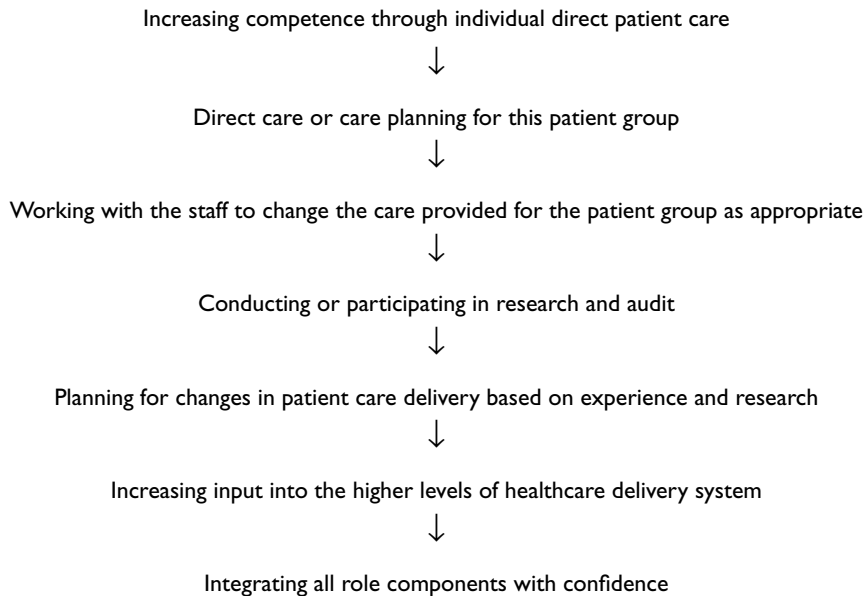 Increasing competence through individual direct patient care
↓
Direct care or care planning for this patient group
↓
Working with the staff to change the care provided for the patient group as appropriate
↓
Conducting or participating in research and audit
↓
Planning for changes in patient care delivery based on experience and research
↓
Increasing input into the higher levels of healthcare delivery system
↓
Integrating all role components with confidence